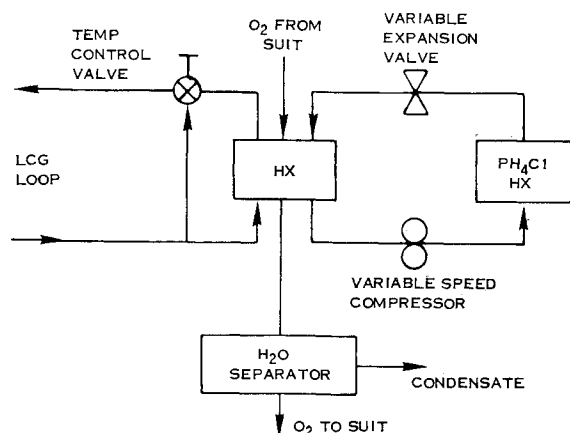 TEMP
CONTROL
VALVE
O₂ FROM
SUIT
VARIABLE
EXPANSION
VALVE
LCG
LOOP
HX
PH₄C1
HX
VARIABLE SPEED
COMPRESSOR
H₂O
SEPARATOR
CONDENSATE
O₂ TO SUIT